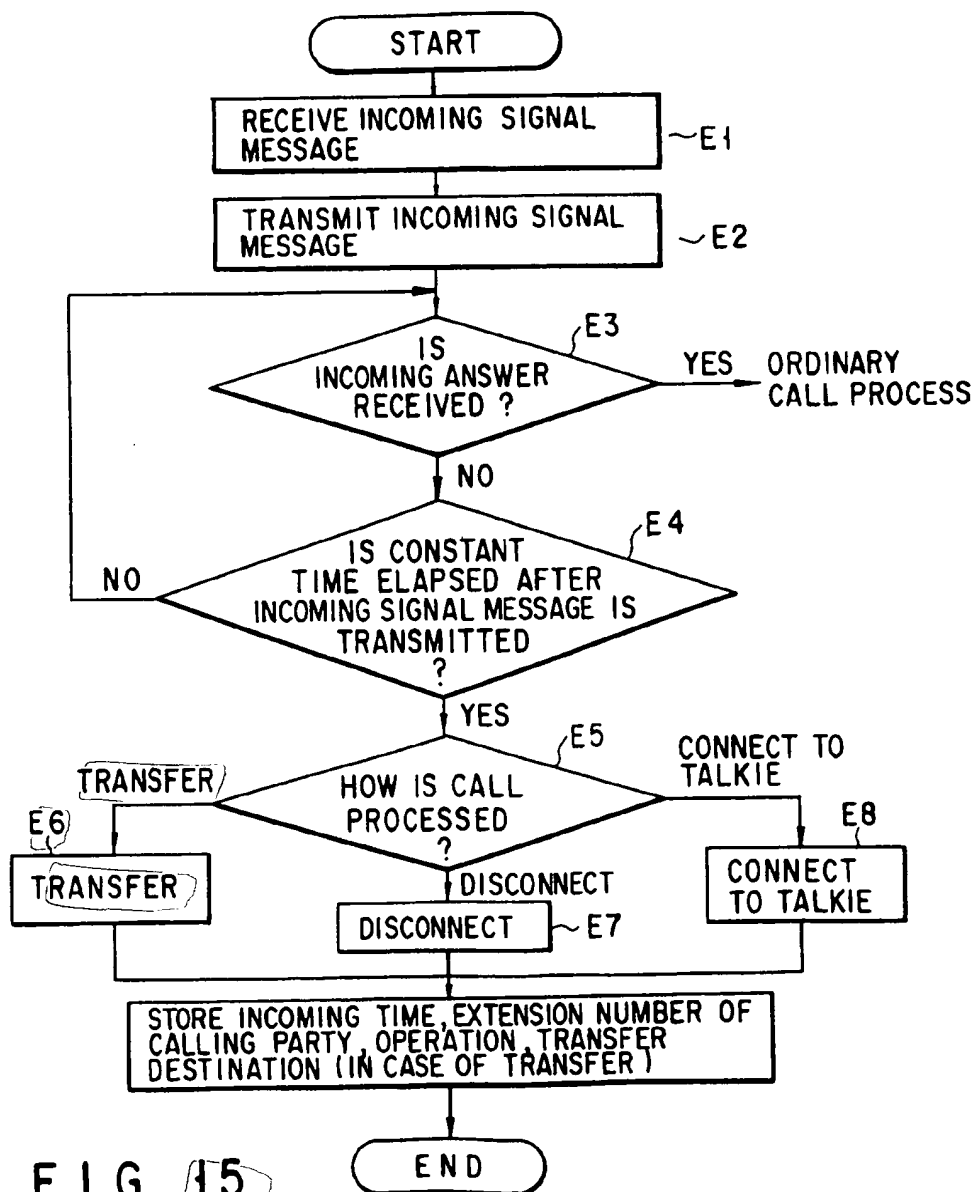 START
RECEIVE INCOMING SIGNAL
MESSAGE
E1
TRANSMIT INCOMING SIGNAL
MESSAGE
E2
E3
IS
INCOMING ANSWER
RECEIVED ?
YES
ORDINARY
CALL PROCESS
NO
E4
IS CONSTANT
TIME ELAPSED AFTER
INCOMING SIGNAL MESSAGE IS
TRANSMITTED
?
NO
YES
E5
HOW IS CALL
PROCESSED
?
TRANSFER
CONNECT TO
TALKIE
E6
TRANSFER
DISCONNECT
DISCONNECT
E7
E8
CONNECT
TO TALKIE
STORE INCOMING TIME, EXTENSION NUMBER OF
CALLING PARTY, OPERATION, TRANSFER
DESTINATION (IN CASE OF TRANSFER)
END
FIG. 15